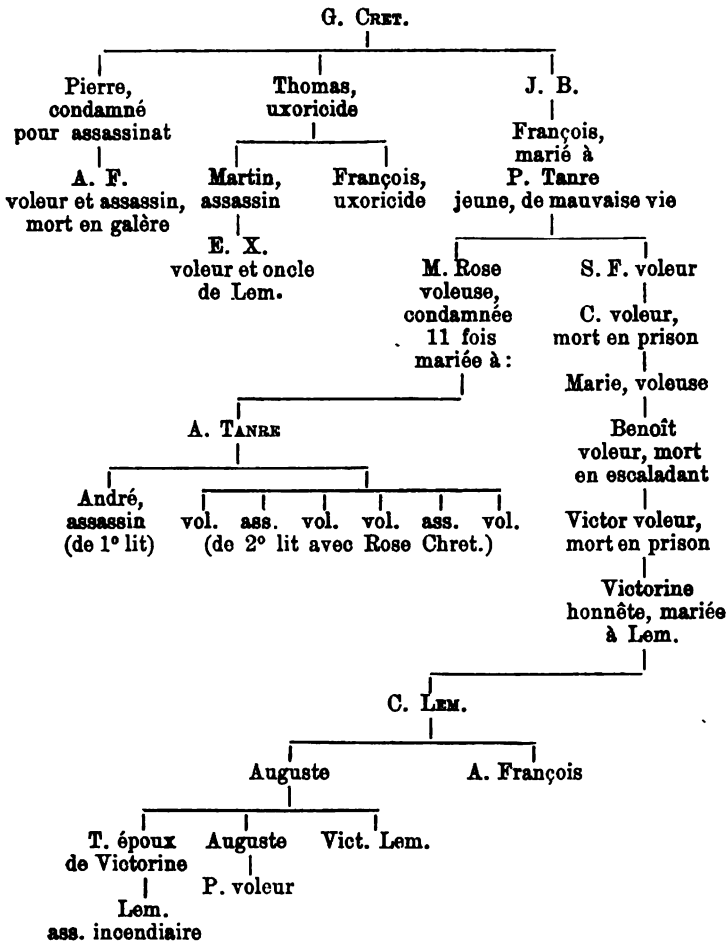 G. CRET.
Pierre,
condamné
pour assassinat
Thomas,
uxoricide
J. B.
François,
marié à
P. Tanre
jeune, de mauvaise vie
A. F.
voleur et assassin,
mort en galère
Martin,
assassin
François,
uxoricide
E. X.
voleur et oncle
de Lem.
M. Rose
voleuse,
condamnée
11 fois
mariée à :
S. F. voleur
C. voleur,
mort en prison
Marie, voleuse
Benoît
voleur, mort
en escaladant
Victor voleur,
mort en prison
Victorine
honnête, mariée
à Lem.
A. TANRE
André,
assassin
(de 1º lit)
vol. ass. vol. vol. ass. vol.
(de 2º lit avec Rose Chret.)
C. LEM.
Auguste
A. François
T. époux
de Victorine
Auguste
Vict. Lem.
P. voleur
Lem.
ass. incendiaire